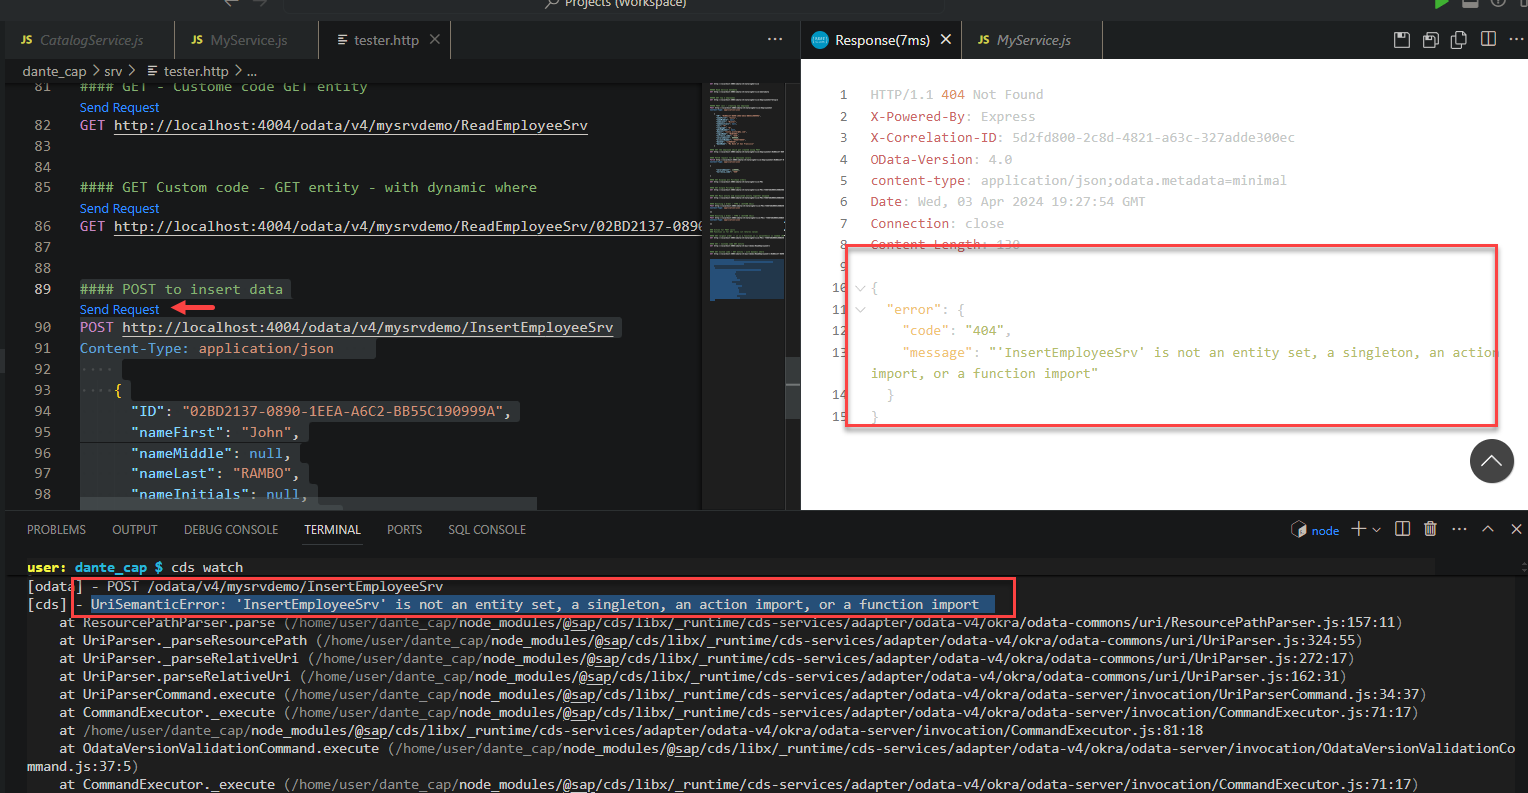 Projects (Workspace)
JS CatalogService.js
JS MyService.js
tester.http
Response(7ms)
JS MyService.js
dante_cap > srv > tester.http > ...
81 #### GET - Custome code GET entity
Send Request
82 GET http://localhost:4004/odata/v4/mysrvdemo/ReadEmployeeSrv
83
84
85 #### GET Custom code - GET entity - with dynamic where
Send Request
86 GET http://localhost:4004/odata/v4/mysrvdemo/ReadEmployeeSrv/02BD2137-089
87
88
89 #### POST to insert data
Send Request
90 POST http://localhost:4004/odata/v4/mysrvdemo/InsertEmployeeSrv
91 Content-Type: application/json
92
93 {
94 "ID": "02BD2137-0890-1EEA-A6C2-BB55C190999A",
95 "nameFirst": "John",
96 "nameMiddle": null,
97 "nameLast": "RAMBO",
98 "nameInitials": null,
1 HTTP/1.1 404 Not Found
2 X-Powered-By: Express
3 X-Correlation-ID: 5d2fd800-2c8d-4821-a63c-327adde300ec
4 OData-Version: 4.0
5 content-type: application/json;odata.metadata=minimal
6 Date: Wed, 03 Apr 2024 19:27:54 GMT
7 Connection: close
8 Content-Length: 130
9
10 {
11 "error": {
12 "code": "404",
13 "message": "'InsertEmployeeSrv' is not an entity set, a singleton, an action
import, or a function import"
14 }
15 }
PROBLEMS OUTPUT DEBUG CONSOLE TERMINAL PORTS SQL CONSOLE
node
user: dante_cap $ cds watch
[odata] - POST /odata/v4/mysrvdemo/InsertEmployeeSrv
[cds] - UriSemanticError: 'InsertEmployeeSrv' is not an entity set, a singleton, an action import, or a function import
at ResourcePathParser.parse (/home/user/dante_cap/node_modules/@sap/cds/libx/_runtime/cds-services/adapter/odata-v4/okra/odata-commons/uri/ResourcePathParser.js:157:11)
at UriParser._parseResourcePath (/home/user/dante_cap/node_modules/@sap/cds/libx/_runtime/cds-services/adapter/odata-v4/okra/odata-commons/uri/UriParser.js:324:55)
at UriParser._parseRelativeUri (/home/user/dante_cap/node_modules/@sap/cds/libx/_runtime/cds-services/adapter/odata-v4/okra/odata-commons/uri/UriParser.js:272:17)
at UriParser.parseRelativeUri (/home/user/dante_cap/node_modules/@sap/cds/libx/_runtime/cds-services/adapter/odata-v4/okra/odata-commons/uri/UriParser.js:162:31)
at UriParserCommand.execute (/home/user/dante_cap/node_modules/@sap/cds/libx/_runtime/cds-services/adapter/odata-v4/okra/odata-server/invocation/UriParserCommand.js:34:37)
at CommandExecutor._execute (/home/user/dante_cap/node_modules/@sap/cds/libx/_runtime/cds-services/adapter/odata-v4/okra/odata-server/invocation/CommandExecutor.js:71:17)
at /home/user/dante_cap/node_modules/@sap/cds/libx/_runtime/cds-services/adapter/odata-v4/okra/odata-server/invocation/CommandExecutor.js:81:18
at OdataVersionValidationCommand.execute (/home/user/dante_cap/node_modules/@sap/cds/libx/_runtime/cds-services/adapter/odata-v4/okra/odata-server/invocation/OdataVersionValidationCo
mmand.js:37:5)
at CommandExecutor._execute (/home/user/dante_cap/node_modules/@sap/cds/libx/_runtime/cds-services/adapter/odata-v4/okra/odata-server/invocation/CommandExecutor.js:71:17)